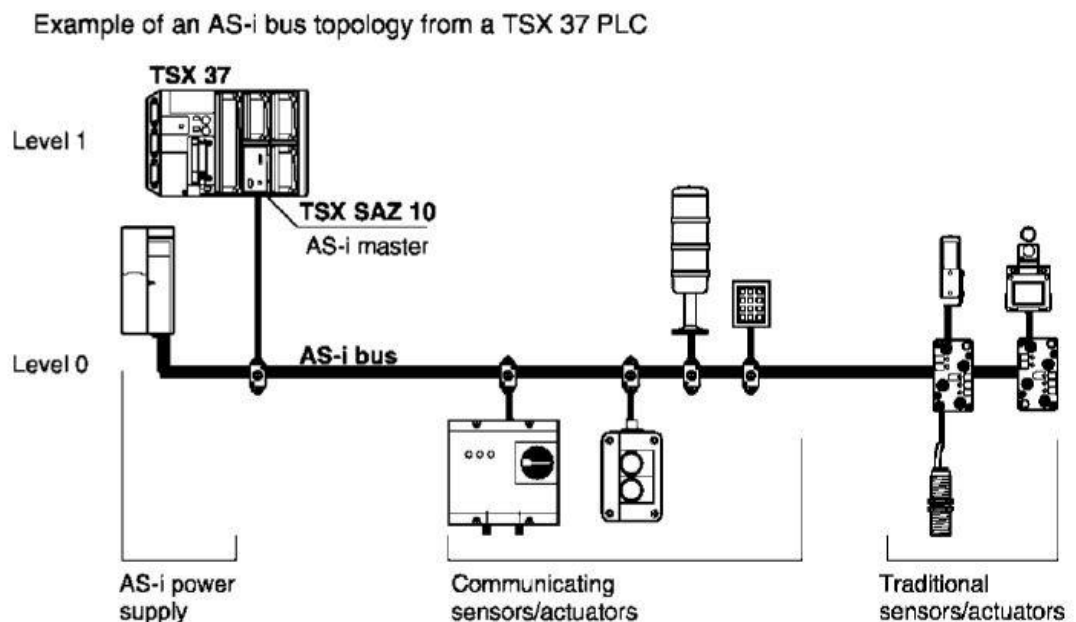 Example of an AS-i bus topology from a TSX 37 PLC
TSX 37
Level 1
TSX SAZ 10
AS-i master
Level 0
AS-i bus
AS-i power
supply
Communicating
sensors/actuators
Traditional
sensors/actuators